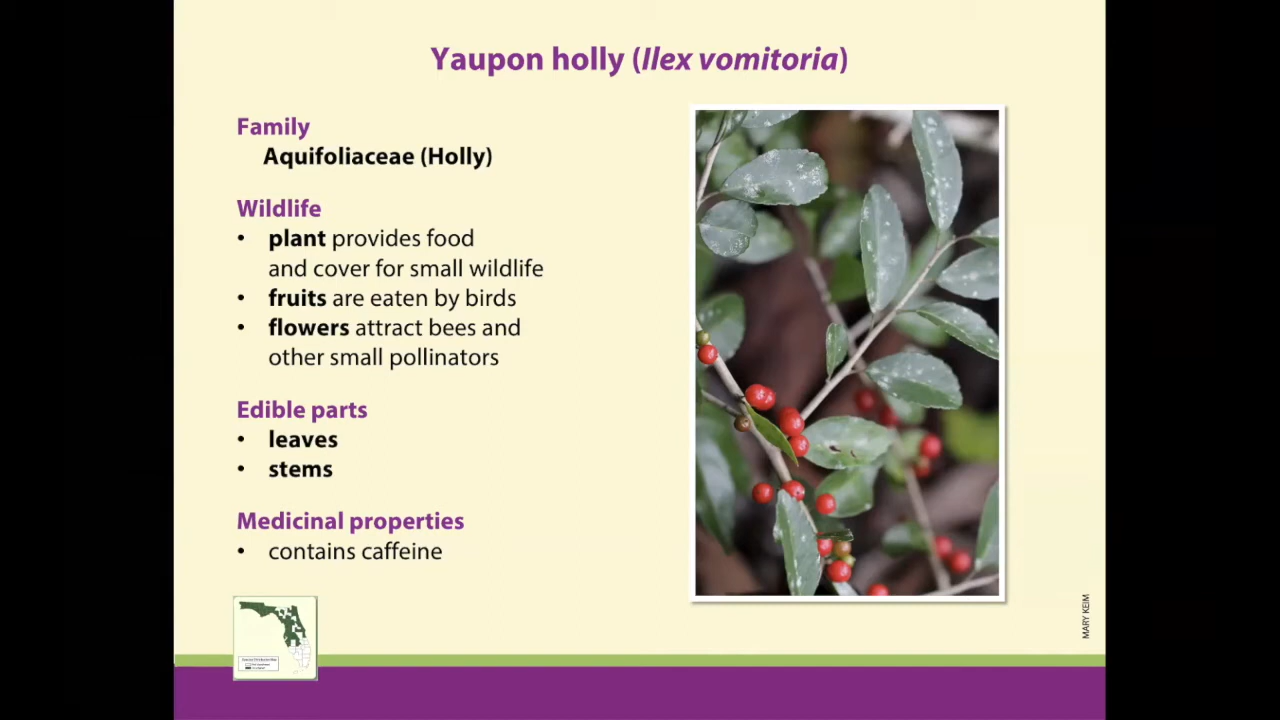 Yaupon holly (Ilex vomitoria)
Family
Aquifoliaceae (Holly)
Wildlife
• plant provides food
and cover for small wildlife
• fruits are eaten by birds
• flowers attract bees and
other small pollinators
Edible parts
• leaves
• stems
Medicinal properties
• contains caffeine
MARY KEIM